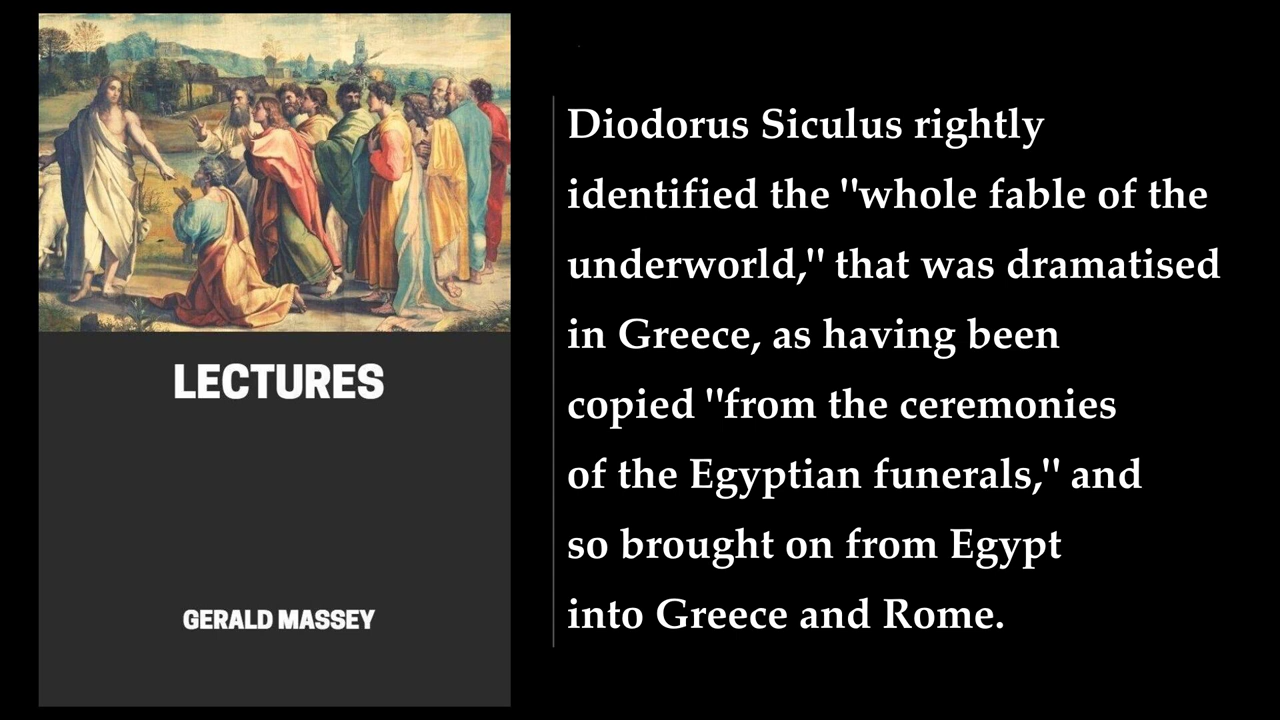 LECTURES
GERALD MASSEY
Diodorus Siculus rightly
identified the "whole fable of the
underworld," that was dramatised
in Greece, as having been
copied "from the ceremonies
of the Egyptian funerals," and
so brought on from Egypt
into Greece and Rome.